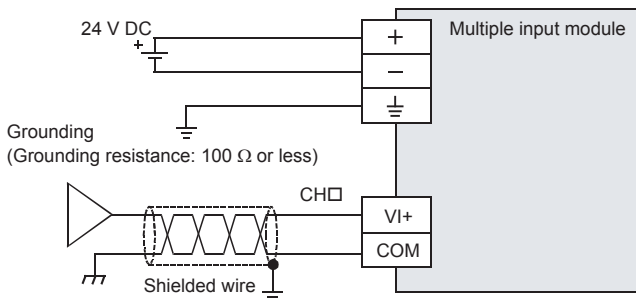 24 V DC
+
+
Multiple input module
−
Grounding
(Grounding resistance: 100 Ω or less)
CH□
VI+
COM
Shielded wire